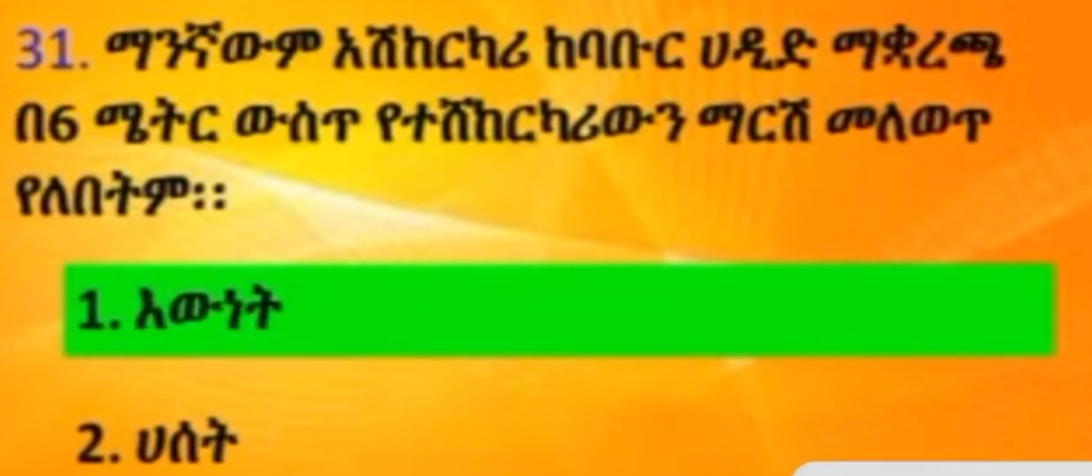 31. ማንኛውም አሽከርካሪ ከባቡር ሀዲድ ማቋረጫ
በ6 ሜትር ውስጥ የተሽከርካሪውን ማርሽ መለወጥ
የለበትም፡፡
1. እውነት
2. ሀሰት